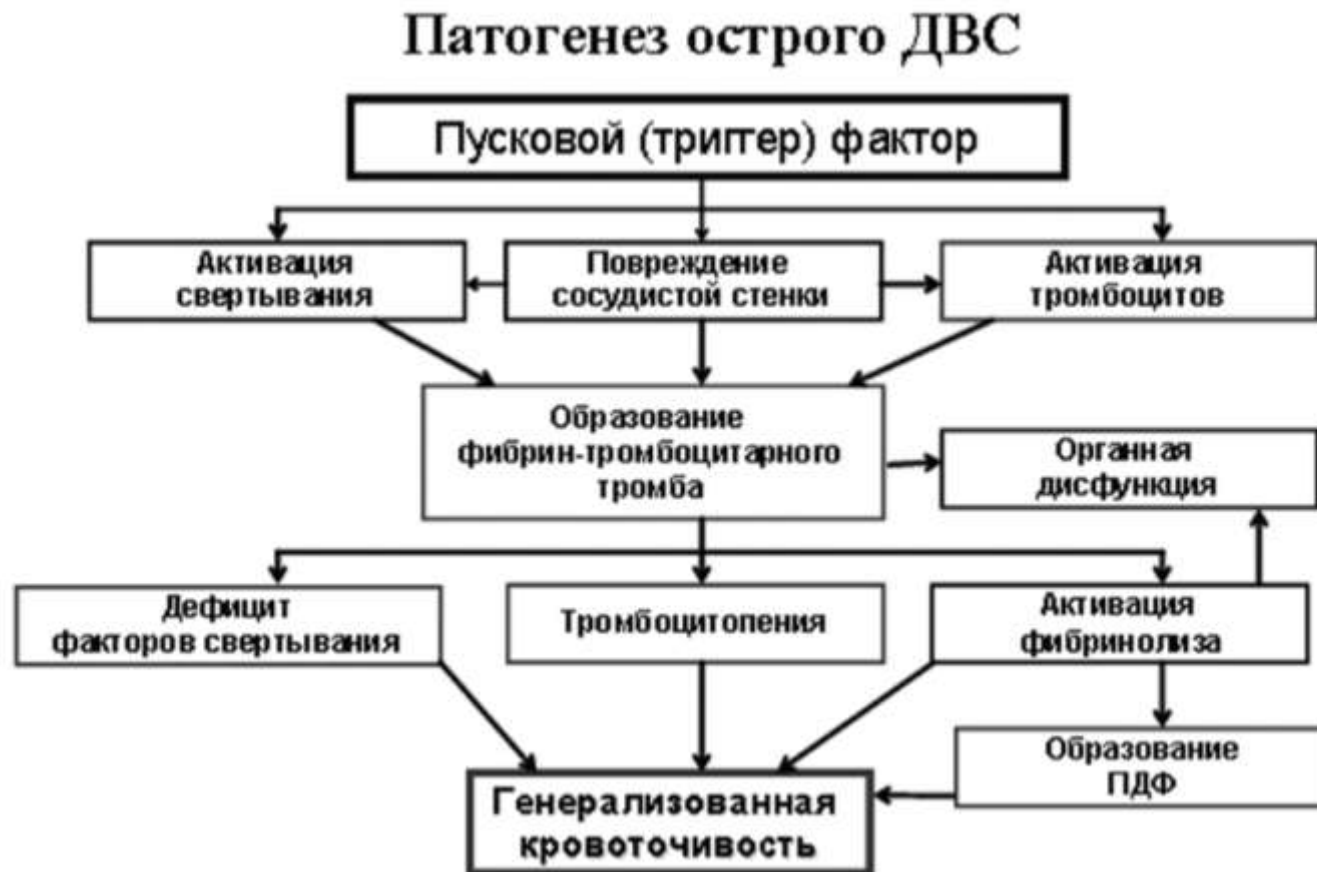 Патогенез острого ДВС
Пусковой (триггер) фактор
Активация
свертывания
Повреждение
сосудистой стенки
Активация
тромбоцитов
Образование
фибрин-тромбоцитарного
тромба
Органная
дисфункция
Дефицит
факторов свертывания
Тромбоцитопения
Активация
фибринолиза
Образование
ПДФ
Генерализованная
кровоточивость